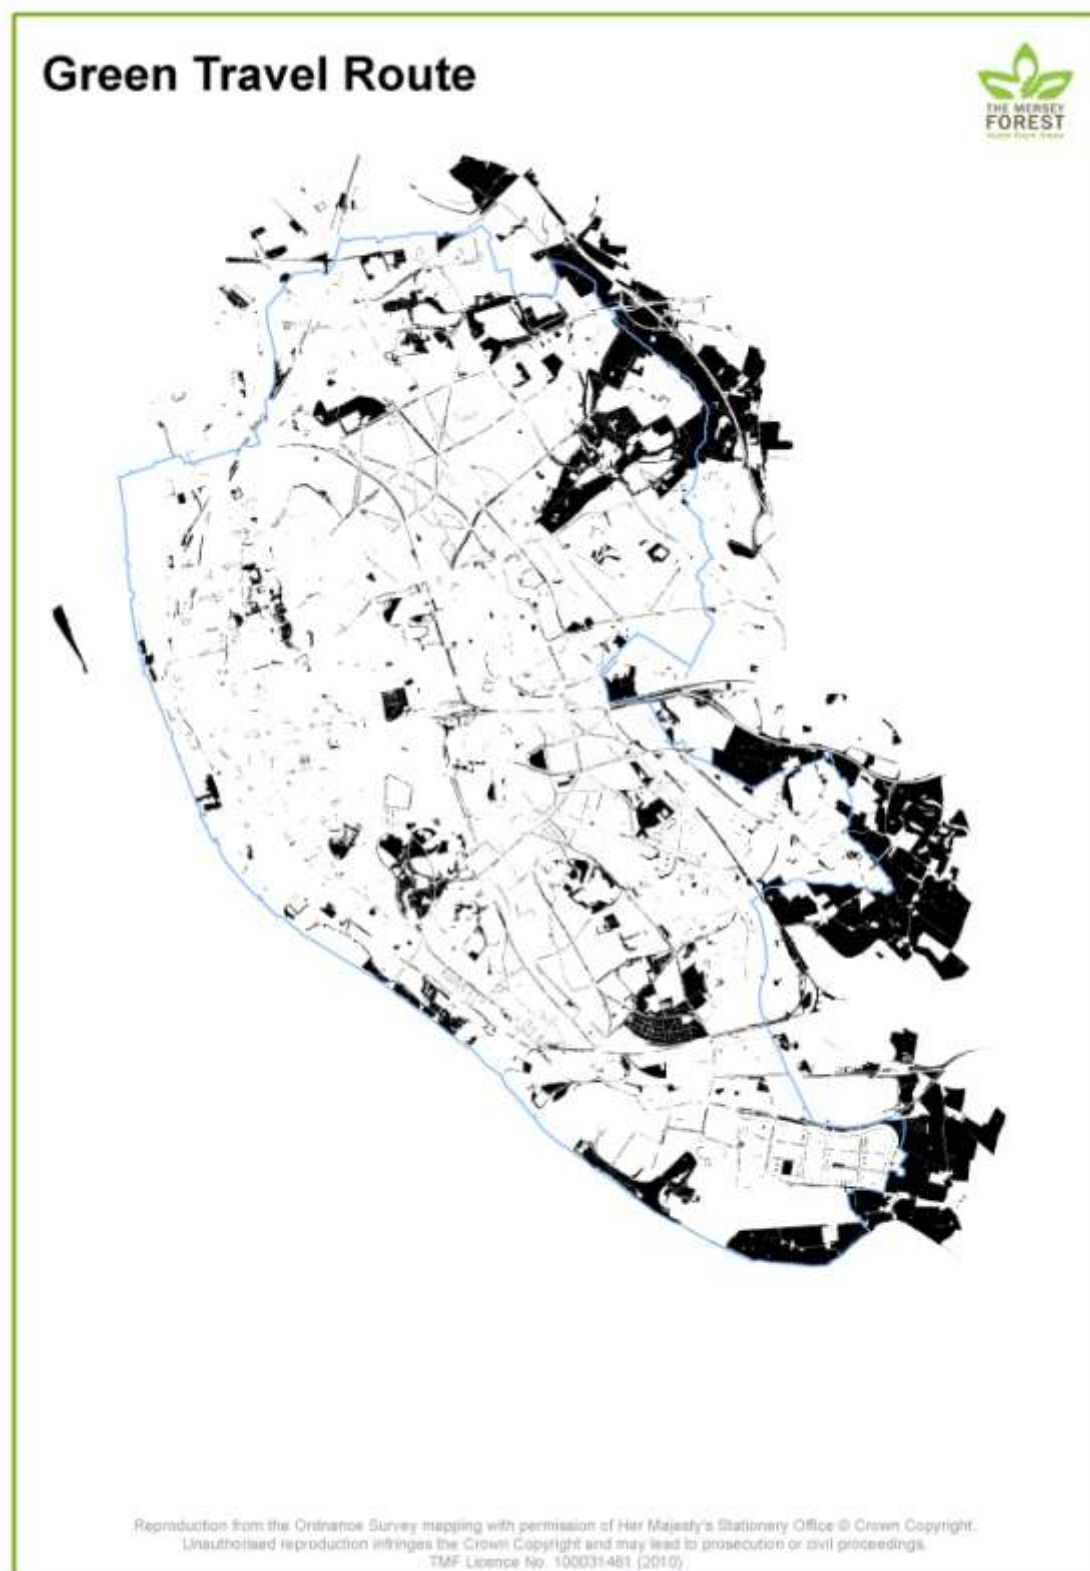 Green Travel Route
THE MERSEY
FOREST
Reproduction from the Ordnance Survey mapping with permission of Her Majesty's Stationery Office © Crown Copyright.
Unauthorised reproduction infringes the Crown Copyright and may lead to prosecution or civil proceedings.
TMF Licence No. 100031461 (2010)